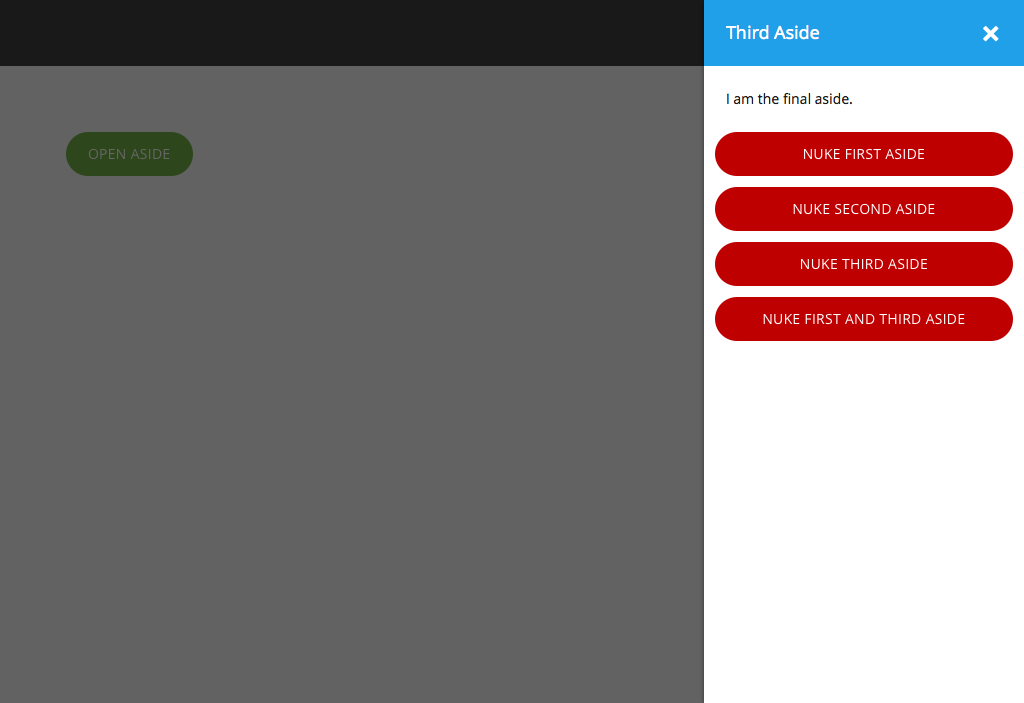 Third Aside
I am the final aside.
OPEN ASIDE
NUKE FIRST ASIDE
NUKE SECOND ASIDE
NUKE THIRD ASIDE
NUKE FIRST AND THIRD ASIDE